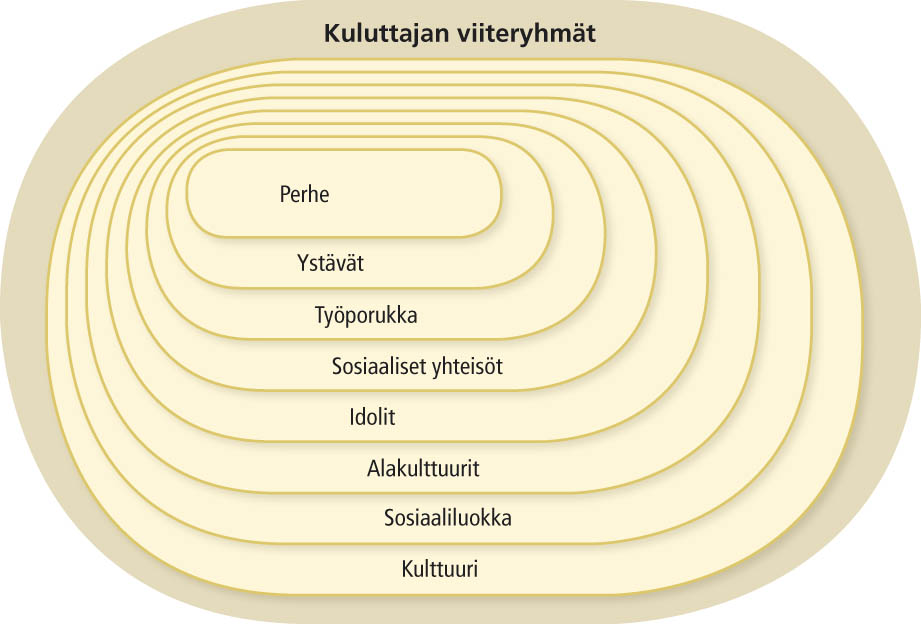 Kuluttajan viiteryhmät
Perhe
Ystävät
Työporukka
Sosiaaliset yhteisöt
Idolit
Alakulttuurit
Sosiaaliluokka
Kulttuuri